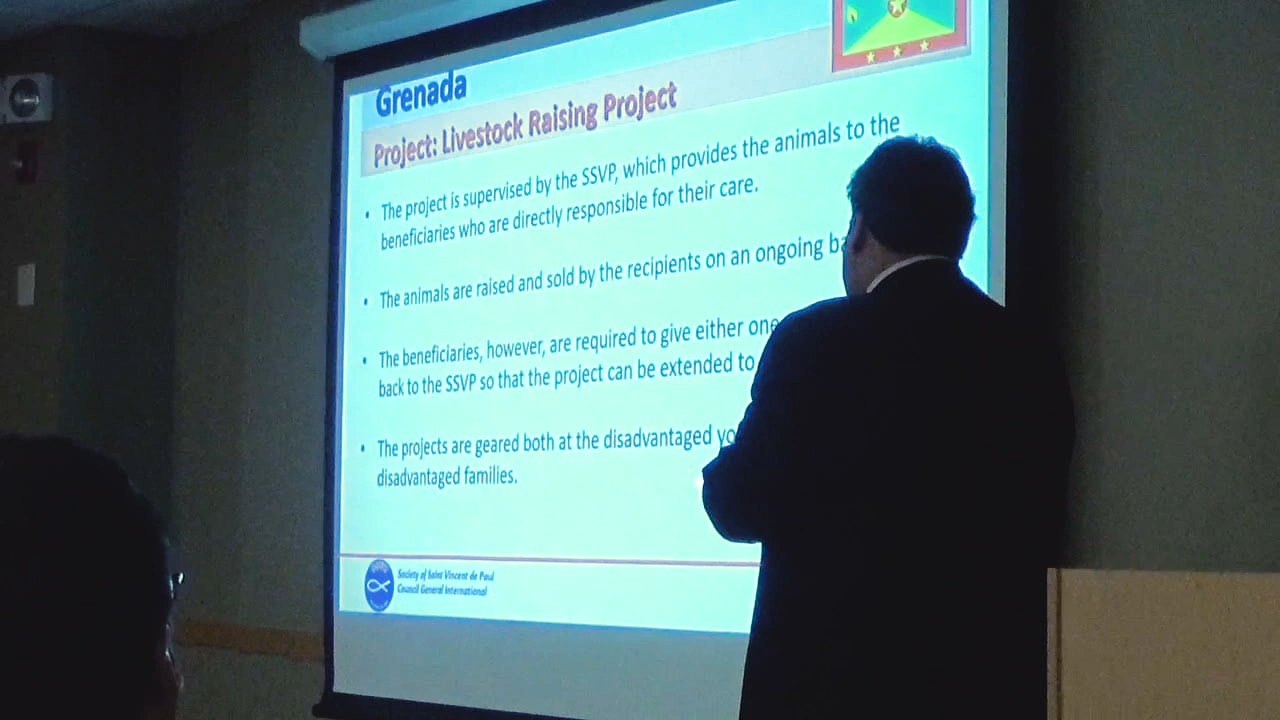 Grenada
Project: Livestock Raising Project
• The project is supervised by the SSVP, which provides the animals to the
beneficiaries who are directly responsible for their care.
• The animals are raised and sold by the recipients on an ongoing
• The beneficiaries, however, are required to give either one
back to the SSVP so that the project can be extended to
• The projects are geared both at the disadvantaged
disadvantaged families.
Society of Saint Vincent de Paul
Council General International